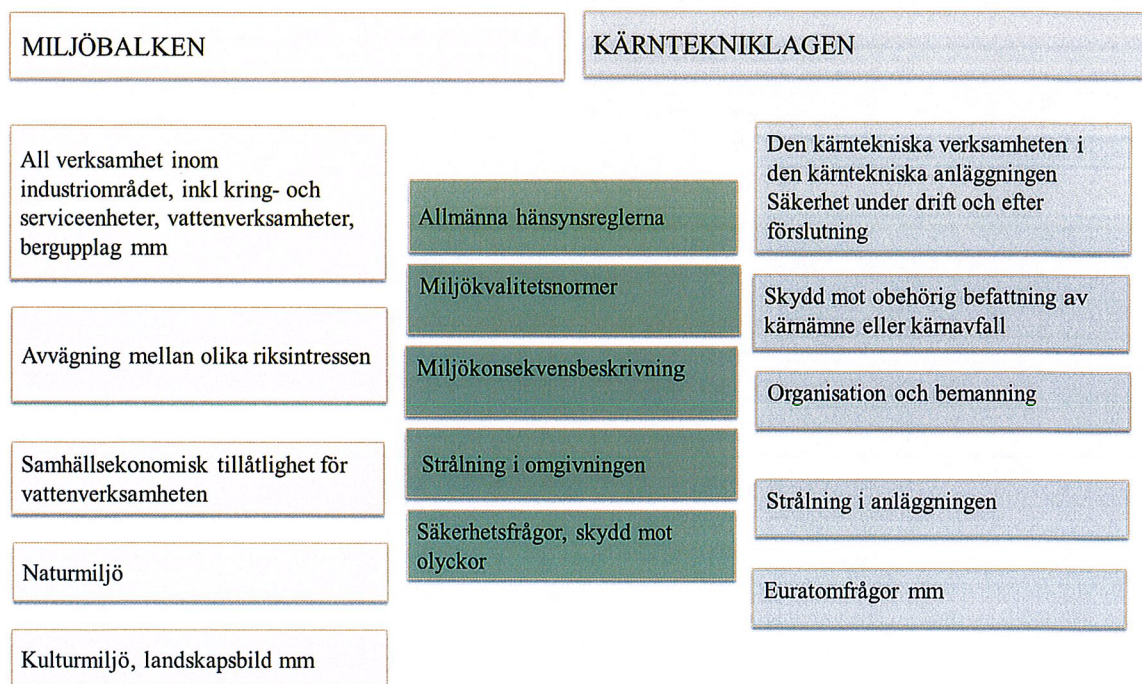 MILJÖBALKEN
KÄRNTEKNIKLAGEN
All verksamhet inom
industriområdet, inkl kring- och
serviceenheter, vattenverksamheter,
bergupplag mm
Avvägning mellan olika riksintressen
Samhällsekonomisk tillåtlighet för
vattenverksamheten
Naturmiljö
Kulturmiljö, landskapsbild mm
Allmänna hänsynsreglerna
Miljökvalitetsnormer
Miljökonsekvensbeskrivning
Strålning i omgivningen
Säkerhetsfrågor, skydd mot
olyckor
Den kärntekniska verksamheten i
den kärntekniska anläggningen
Säkerhet under drift och efter
förslutning
Skydd mot obehörig befattning av
kärnämne eller kärnavfall
Organisation och bemanning
Strålning i anläggningen
Euratomfrågor mm